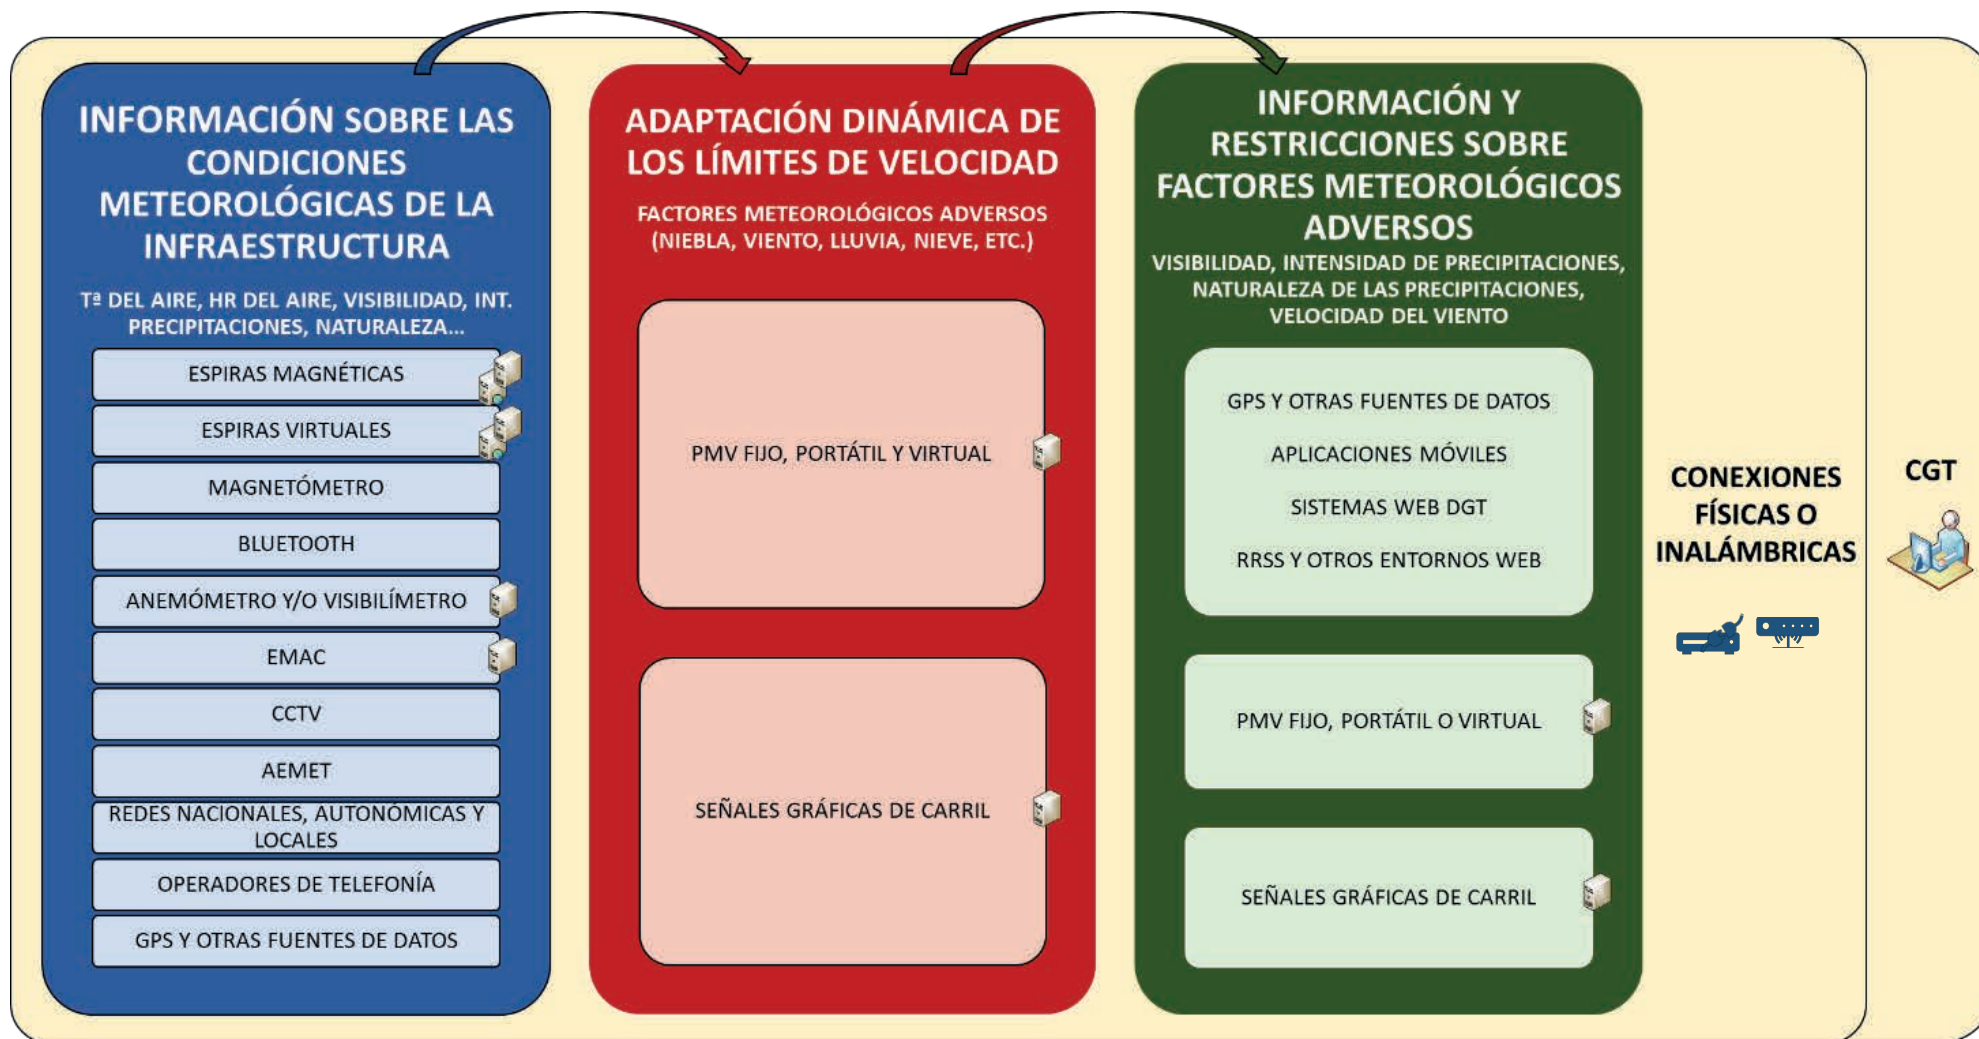 INFORMACIÓN SOBRE LAS
CONDICIONES
METEOROLÓGICAS DE LA
INFRAESTRUCTURA
Tª DEL AIRE, HR DEL AIRE, VISIBILIDAD, INT.
PRECIPITACIONES, NATURALEZA...
ESPIRAS MAGNÉTICAS
ESPIRAS VIRTUALES
MAGNETÓMETRO
BLUETOOTH
ANEMÓMETRO Y/O VISIBILÍMETRO
EMAC
CCTV
AEMET
REDES NACIONALES, AUTONÓMICAS Y
LOCALES
OPERADORES DE TELEFONÍA
GPS Y OTRAS FUENTES DE DATOS
ADAPTACIÓN DINÁMICA DE
LOS LÍMITES DE VELOCIDAD
FACTORES METEOROLÓGICOS ADVERSOS
(NIEBLA, VIENTO, LLUVIA, NIEVE, ETC.)
PMV FIJO, PORTÁTIL Y VIRTUAL
SEÑALES GRÁFICAS DE CARRIL
INFORMACIÓN Y
RESTRICCIONES SOBRE
FACTORES METEOROLÓGICOS
ADVERSOS
VISIBILIDAD, INTENSIDAD DE PRECIPITACIONES,
NATURALEZA DE LAS PRECIPITACIONES,
VELOCIDAD DEL VIENTO
GPS Y OTRAS FUENTES DE DATOS
APLICACIONES MÓVILES
SISTEMAS WEB DGT
RRSS Y OTROS ENTORNOS WEB
PMV FIJO, PORTÁTIL O VIRTUAL
SEÑALES GRÁFICAS DE CARRIL
CONEXIONES
FÍSICAS O
INALÁMBRICAS
CGT